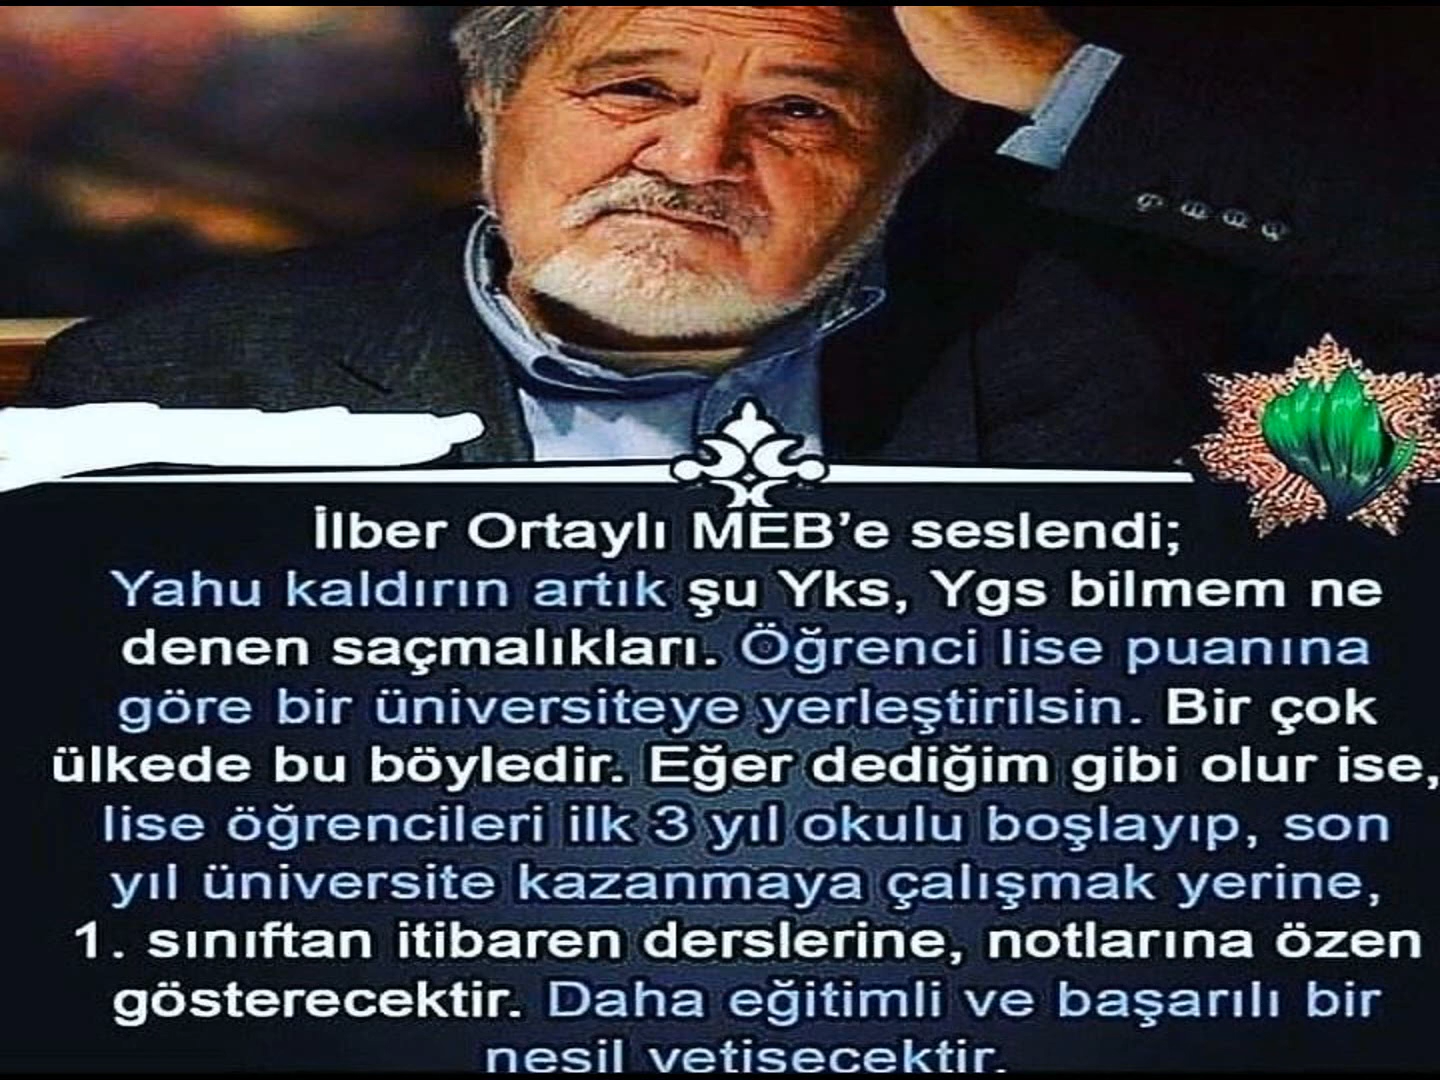 İlber Ortaylı MEB'e seslendi;
Yahu kaldırın artık şu Yks, Ygs bilmem ne
denen saçmalıkları. Öğrenci lise puanına
göre bir üniversiteye yerleştirilsin. Bir çok
ülkede bu böyledir. Eğer dediğim gibi olur ise,
lise öğrencileri ilk 3 yıl okulu boşlayıp, son
yıl üniversite kazanmaya çalışmak yerine,
1. sınıftan itibaren derslerine, notlarına özen
gösterecektir. Daha eğitimli ve başarılı bir
nesil yetişecektir.